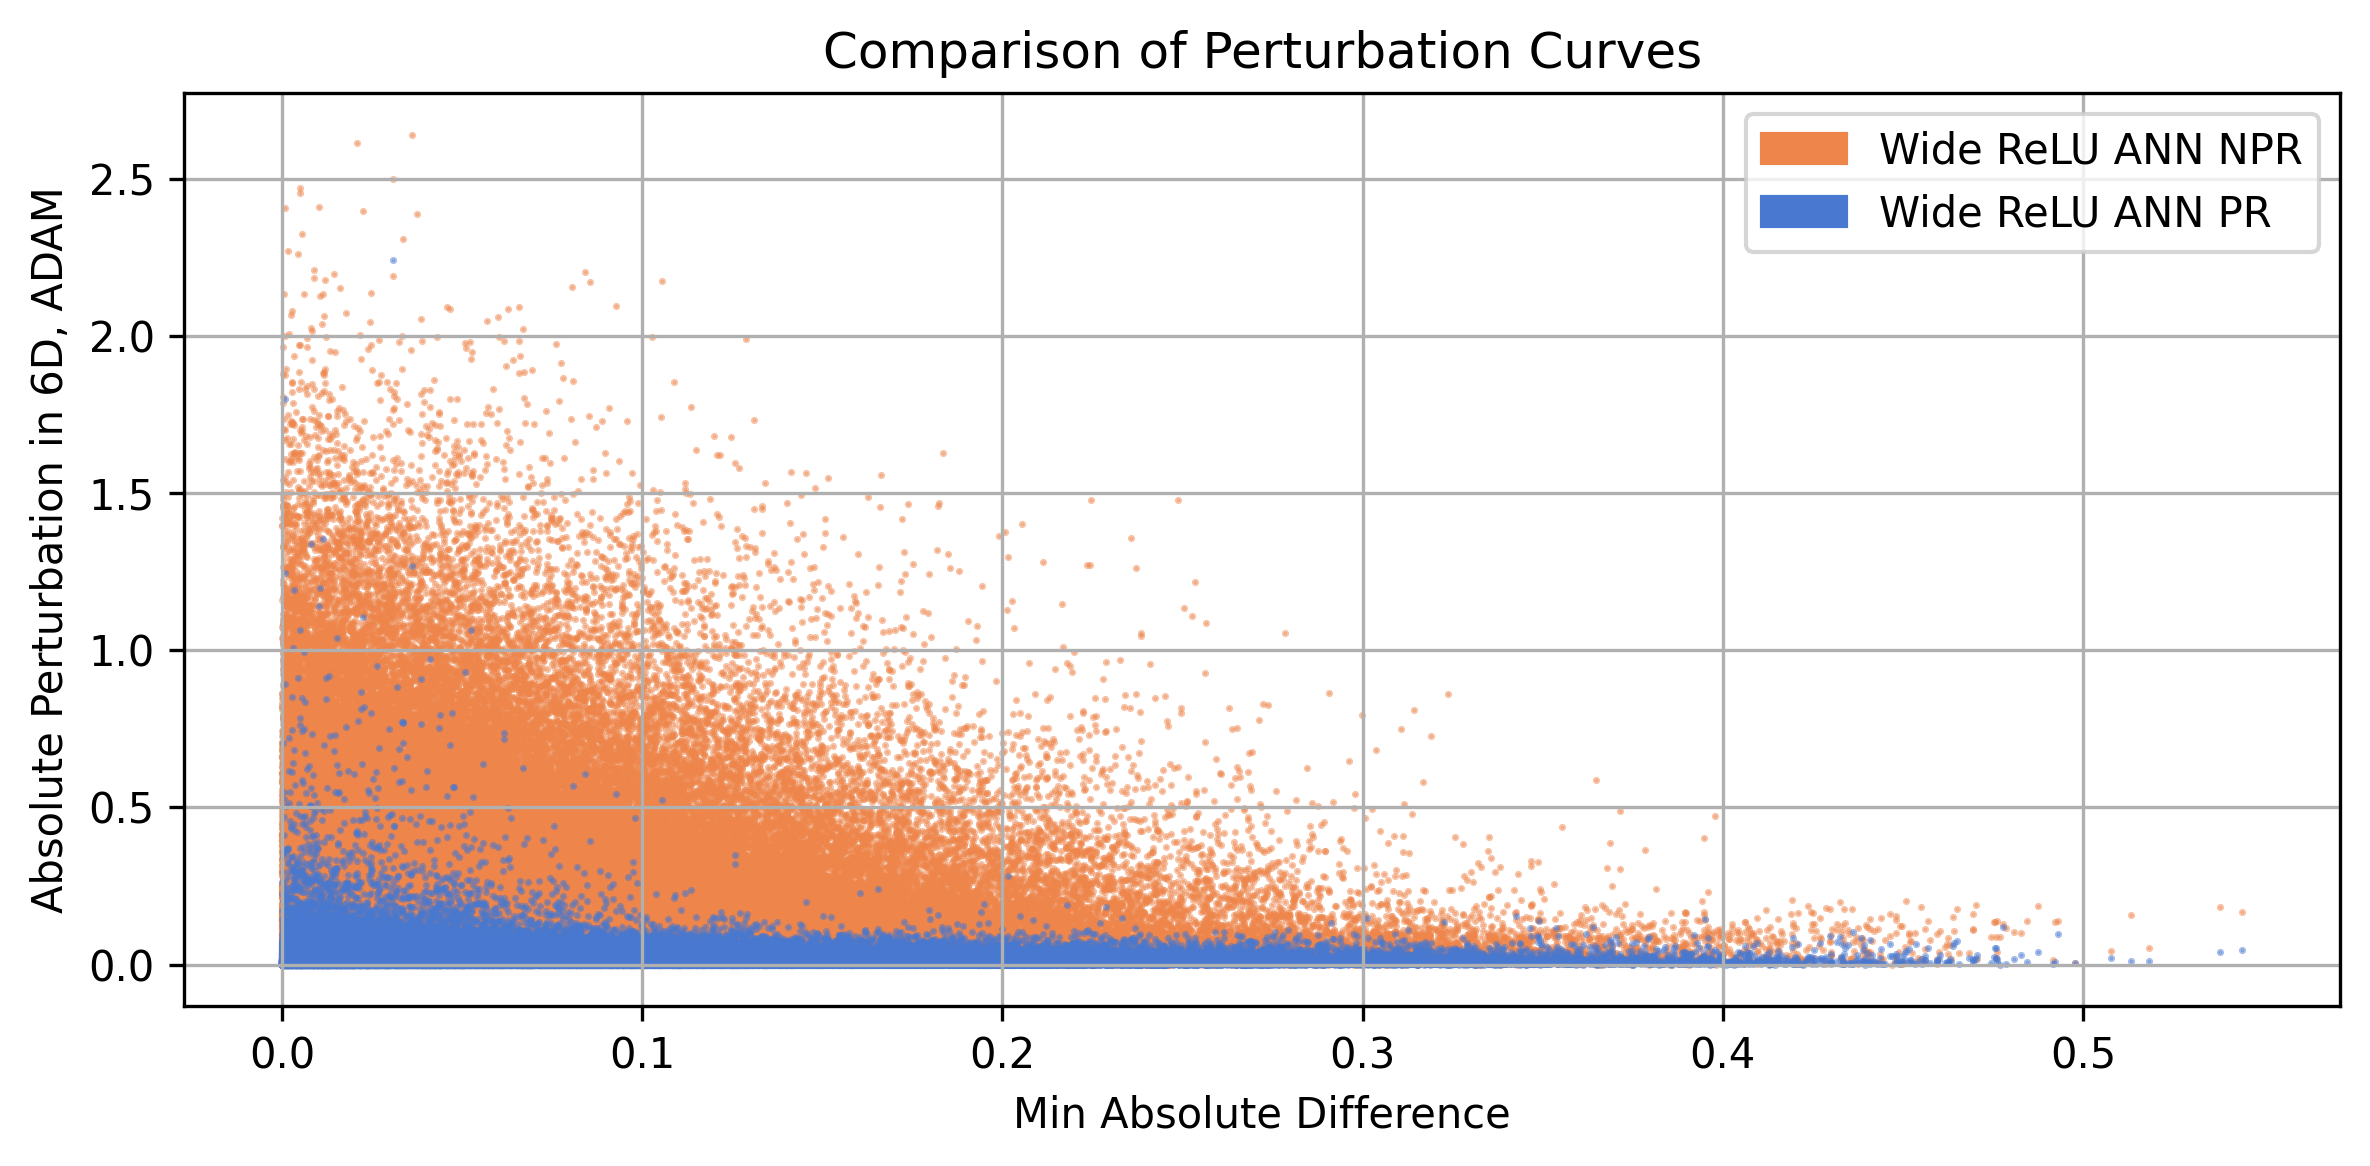 Comparison of Perturbation Curves
Wide ReLU ANN NPR
Wide ReLU ANN PR
Absolute Perturbation in 6D, ADAM
2.5
2.0
1.5
1.0
0.5
0.0
0.0 0.1 0.2 0.3 0.4 0.5
Min Absolute Difference